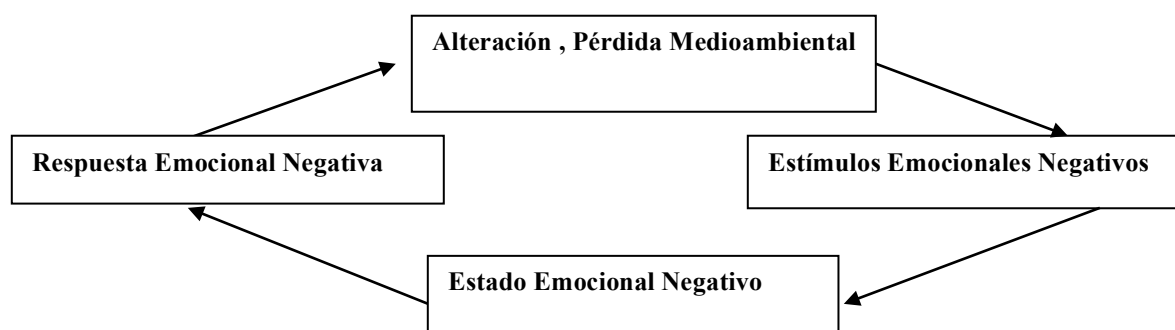 Alteración , Pérdida Medioambiental
Respuesta Emocional Negativa
Estímulos Emocionales Negativos
Estado Emocional Negativo